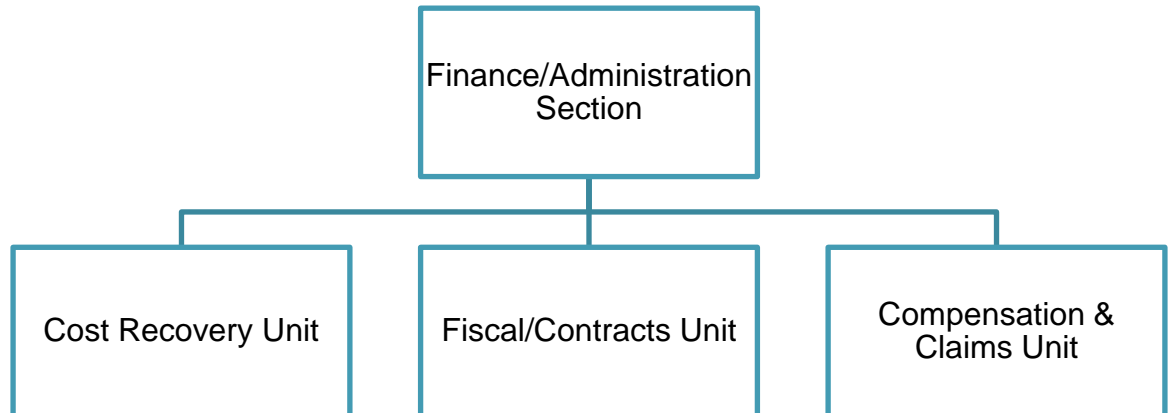 Finance/Administration
Section
Cost Recovery Unit
Fiscal/Contracts Unit
Compensation &
Claims Unit